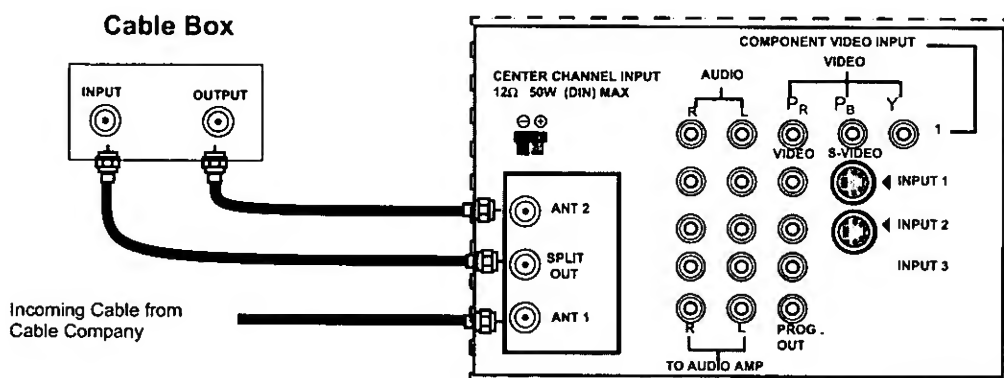 Cable Box
INPUT
OUTPUT
Incoming Cable from
Cable Company
COMPONENT VIDEO INPUT
CENTER CHANNEL INPUT
12Ω 50W (DIN) MAX
⊖ ⊕
AUDIO
VIDEO
R L PR PB Y
1
VIDEO S-VIDEO
INPUT 1
ANT 2
INPUT 2
SPLIT
OUT
INPUT 3
ANT 1
R L PROG.
OUT
TO AUDIO AMP